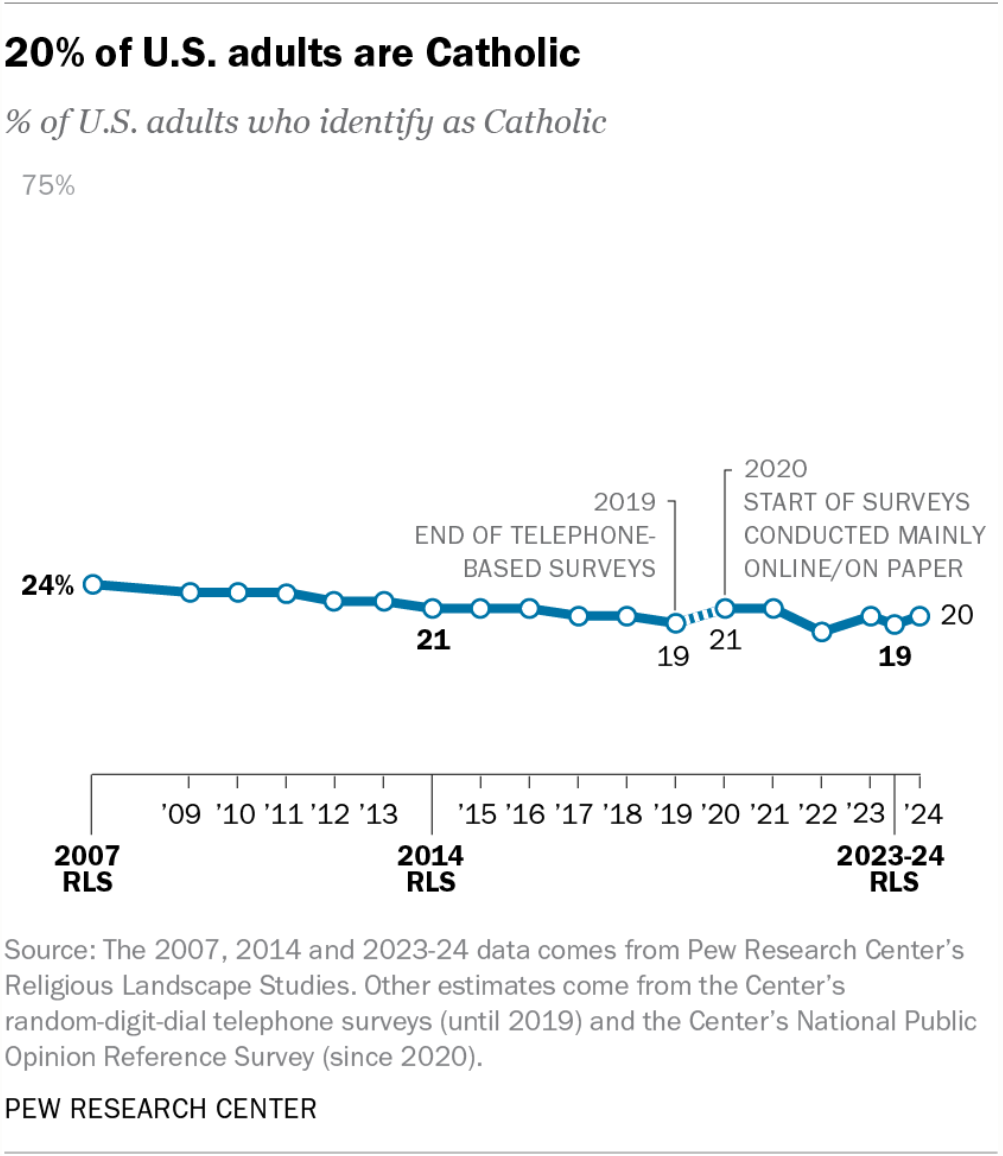 20% of U.S. adults are Catholic
% of U.S. adults who identify as Catholic
75%
2020
START OF SURVEYS
CONDUCTED MAINLY
ONLINE/ON PAPER
2019
END OF TELEPHONE-
BASED SURVEYS
24%
21
19
21
19
20
’09 ’10 ’11 ’12 ’13 ’15 ’16 ’17 ’18 ’19 ’20 ’21 ’22 ’23 ’24
2007
RLS
2014
RLS
2023-24
RLS
Source: The 2007, 2014 and 2023-24 data comes from Pew Research Center’s
Religious Landscape Studies. Other estimates come from the Center’s
random-digit-dial telephone surveys (until 2019) and the Center’s National Public
Opinion Reference Survey (since 2020).
PEW RESEARCH CENTER